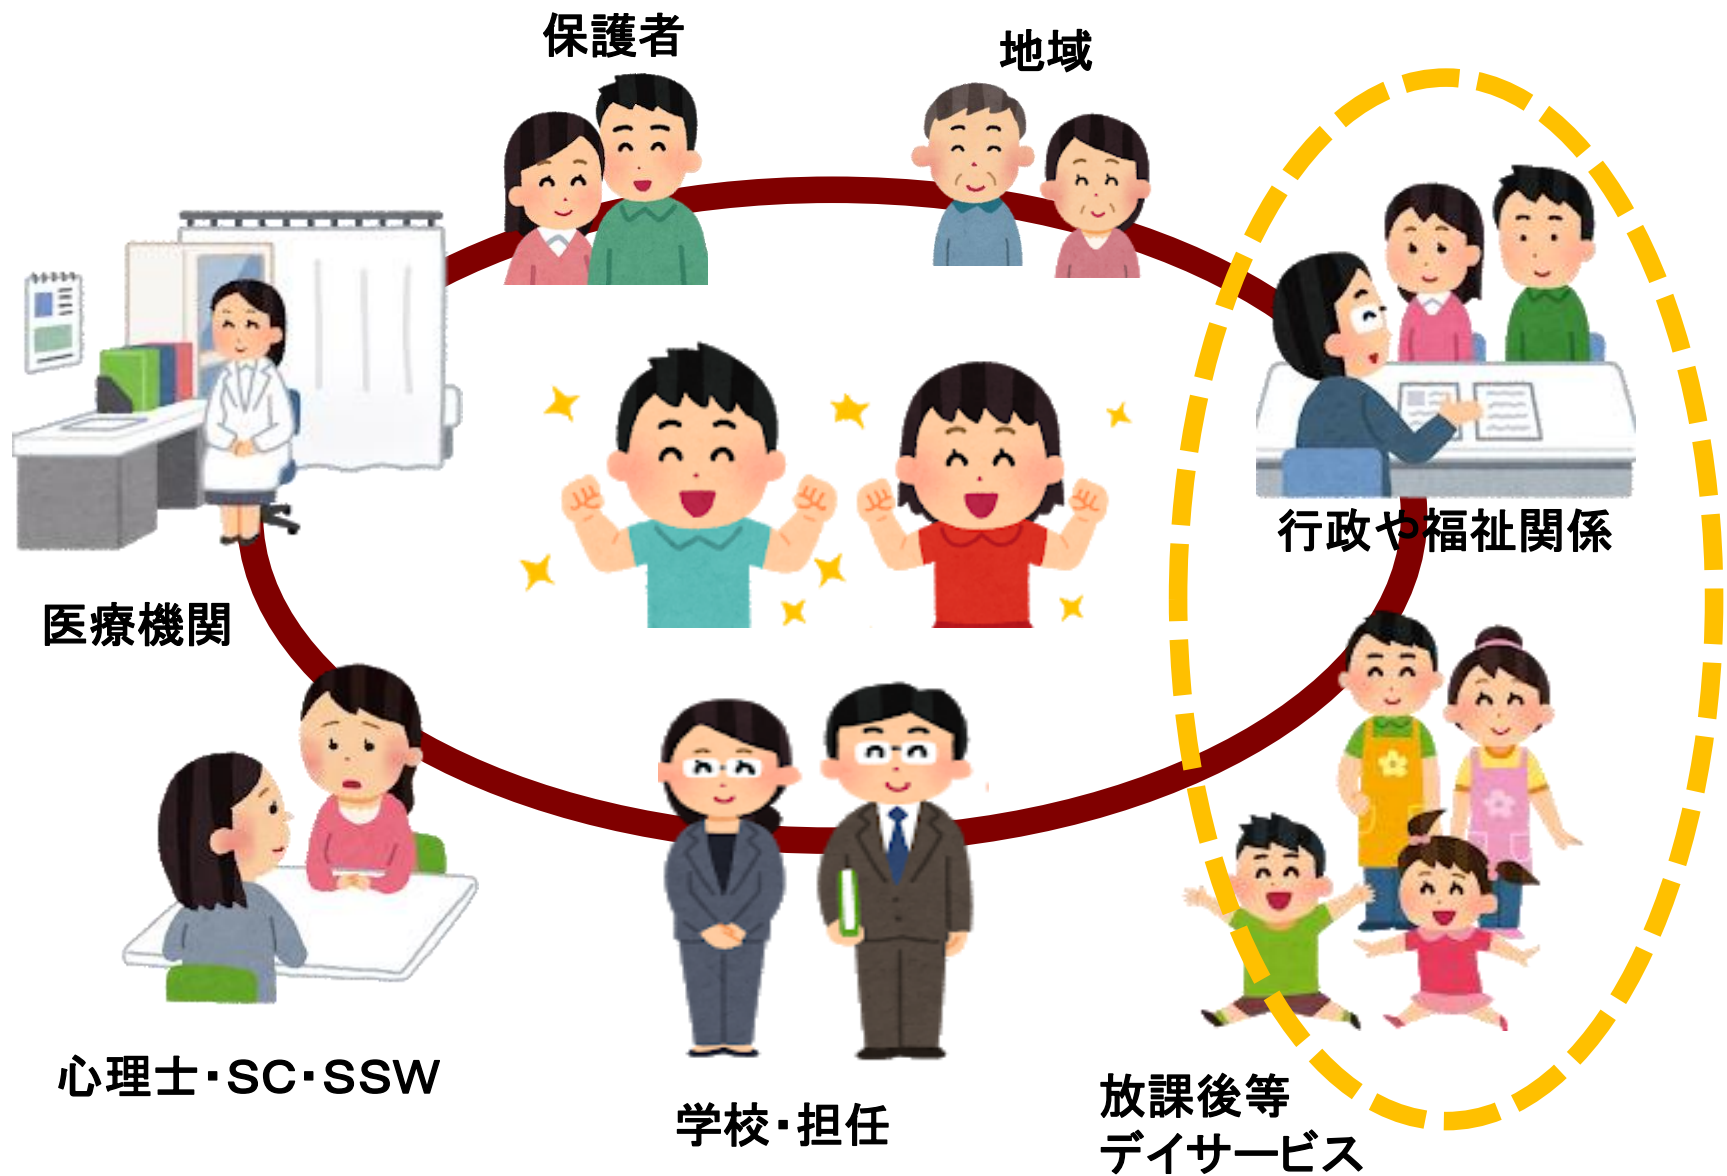 保護者
地域
行政や福祉関係
医療機関
心理士・SC・SSW
学校・担任
放課後等
デイサービス